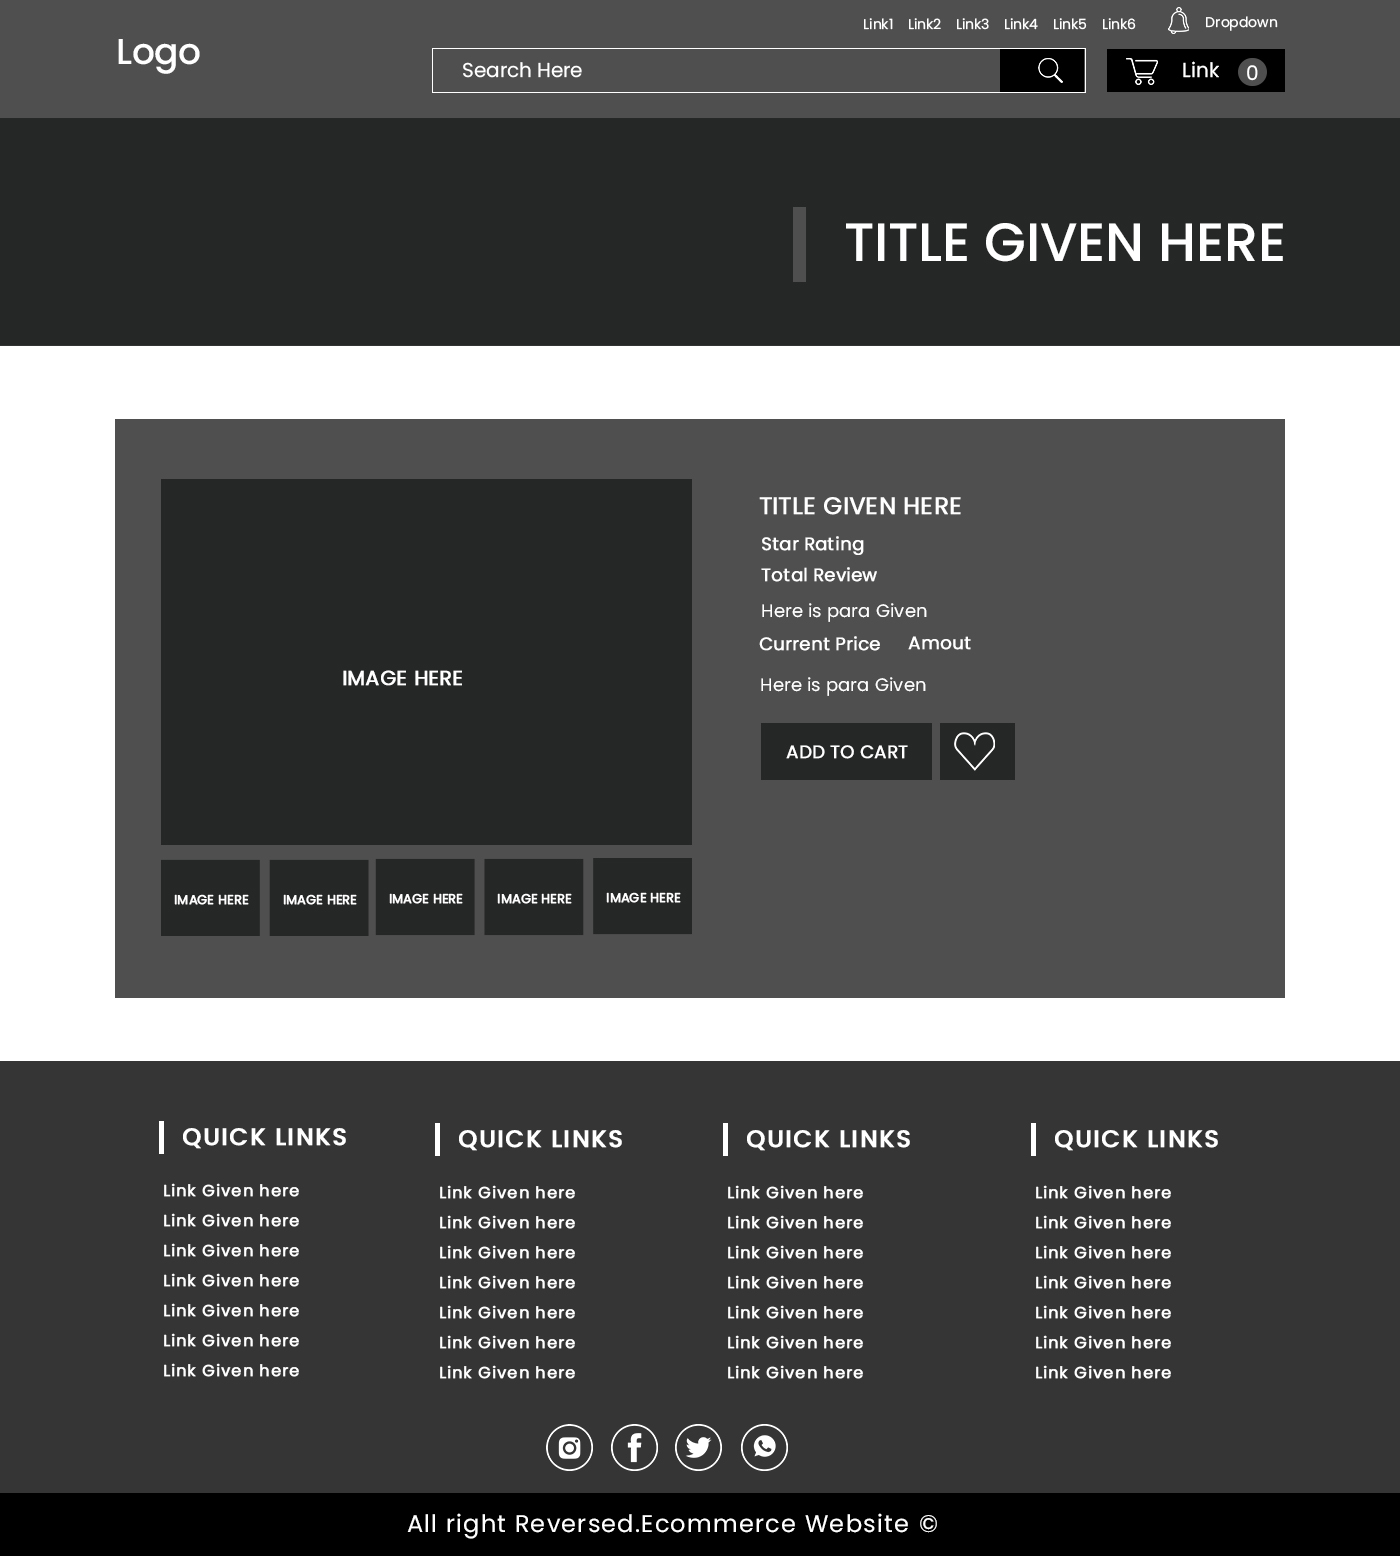 Link1 Link2 Link3 Link4 Link5 Link6 Dropdown
Logo
Search Here
Link 0
TITLE GIVEN HERE
IMAGE HERE
IMAGE HERE IMAGE HERE IMAGE HERE IMAGE HERE IMAGE HERE
TITLE GIVEN HERE
Star Rating
Total Review
Here is para Given
Current Price Amout
Here is para Given
ADD TO CART
QUICK LINKS
Link Given here
Link Given here
Link Given here
Link Given here
Link Given here
Link Given here
Link Given here
QUICK LINKS
Link Given here
Link Given here
Link Given here
Link Given here
Link Given here
Link Given here
Link Given here
QUICK LINKS
Link Given here
Link Given here
Link Given here
Link Given here
Link Given here
Link Given here
Link Given here
QUICK LINKS
Link Given here
Link Given here
Link Given here
Link Given here
Link Given here
Link Given here
Link Given here
All right Reversed.Ecommerce Website ©